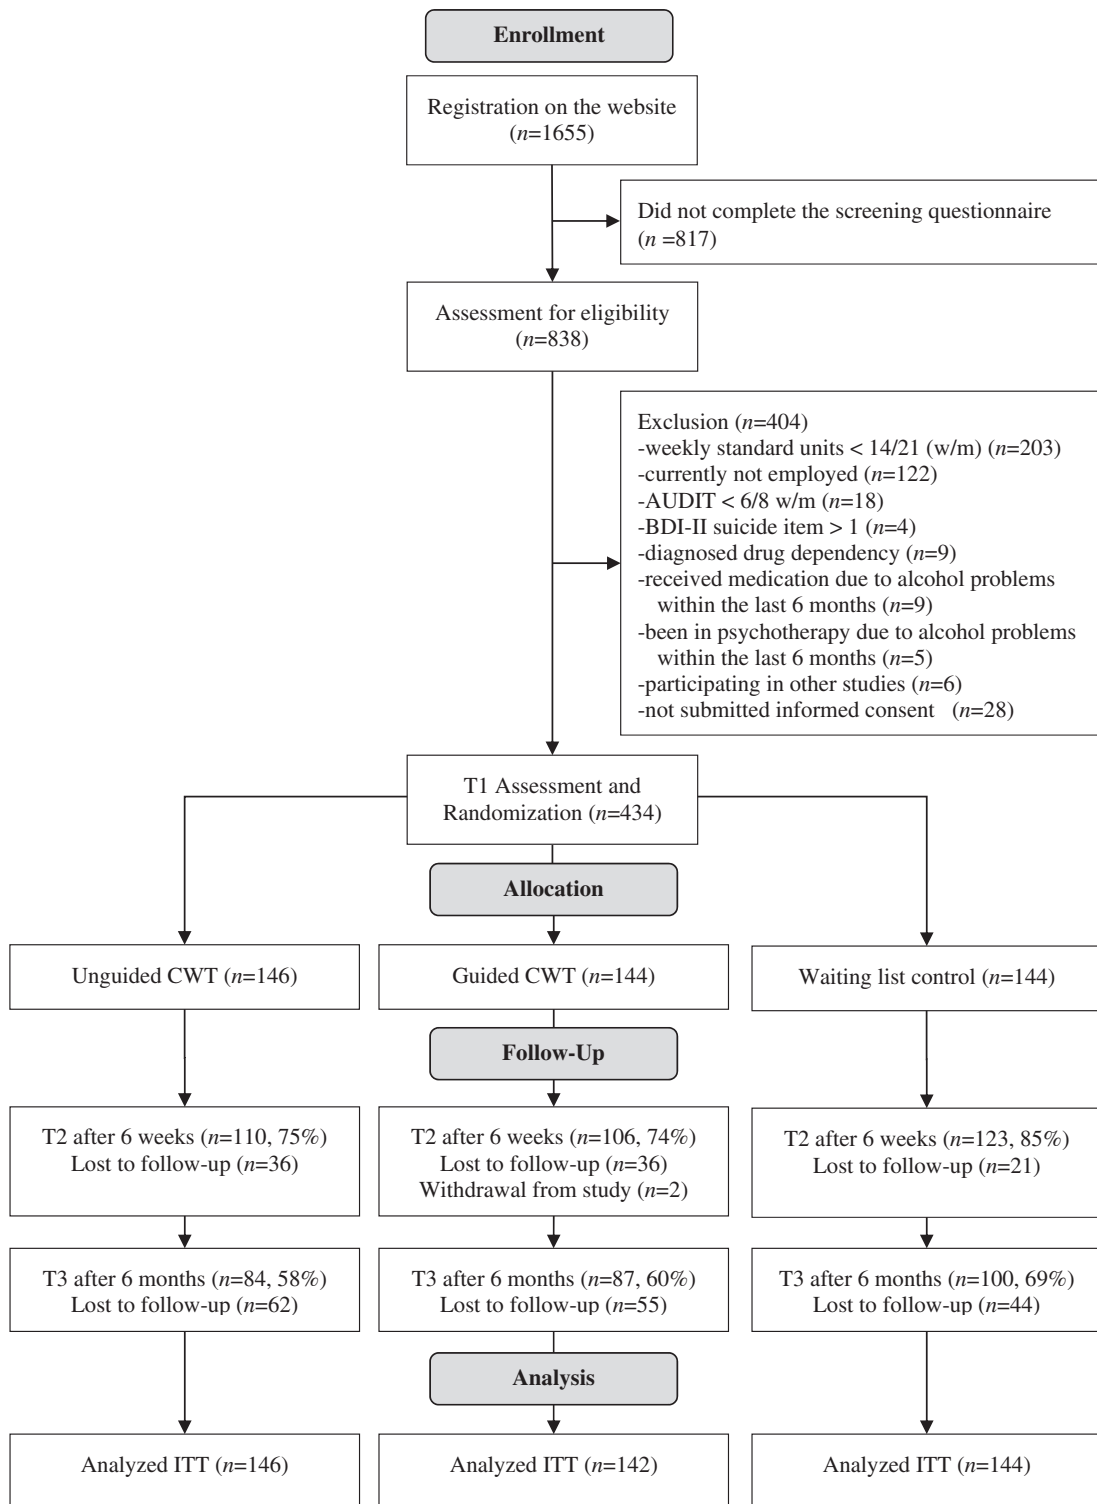 Enrollment
Registration on the website
(n=1655)
Did not complete the screening questionnaire
(n =817)
Assessment for eligibility
(n=838)
Exclusion (n=404)
-weekly standard units < 14/21 (w/m) (n=203)
-currently not employed (n=122)
-AUDIT < 6/8 w/m (n=18)
-BDI-II suicide item > 1 (n=4)
-diagnosed drug dependency (n=9)
-received medication due to alcohol problems
within the last 6 months (n=9)
-been in psychotherapy due to alcohol problems
within the last 6 months (n=5)
-participating in other studies (n=6)
-not submitted informed consent (n=28)
T1 Assessment and
Randomization (n=434)
Allocation
Unguided CWT (n=146)
Guided CWT (n=144)
Waiting list control (n=144)
Follow-Up
T2 after 6 weeks (n=110, 75%)
Lost to follow-up (n=36)
T2 after 6 weeks (n=106, 74%)
Lost to follow-up (n=36)
Withdrawal from study (n=2)
T2 after 6 weeks (n=123, 85%)
Lost to follow-up (n=21)
T3 after 6 months (n=84, 58%)
Lost to follow-up (n=62)
T3 after 6 months (n=87, 60%)
Lost to follow-up (n=55)
T3 after 6 months (n=100, 69%)
Lost to follow-up (n=44)
Analysis
Analyzed ITT (n=146)
Analyzed ITT (n=142)
Analyzed ITT (n=144)